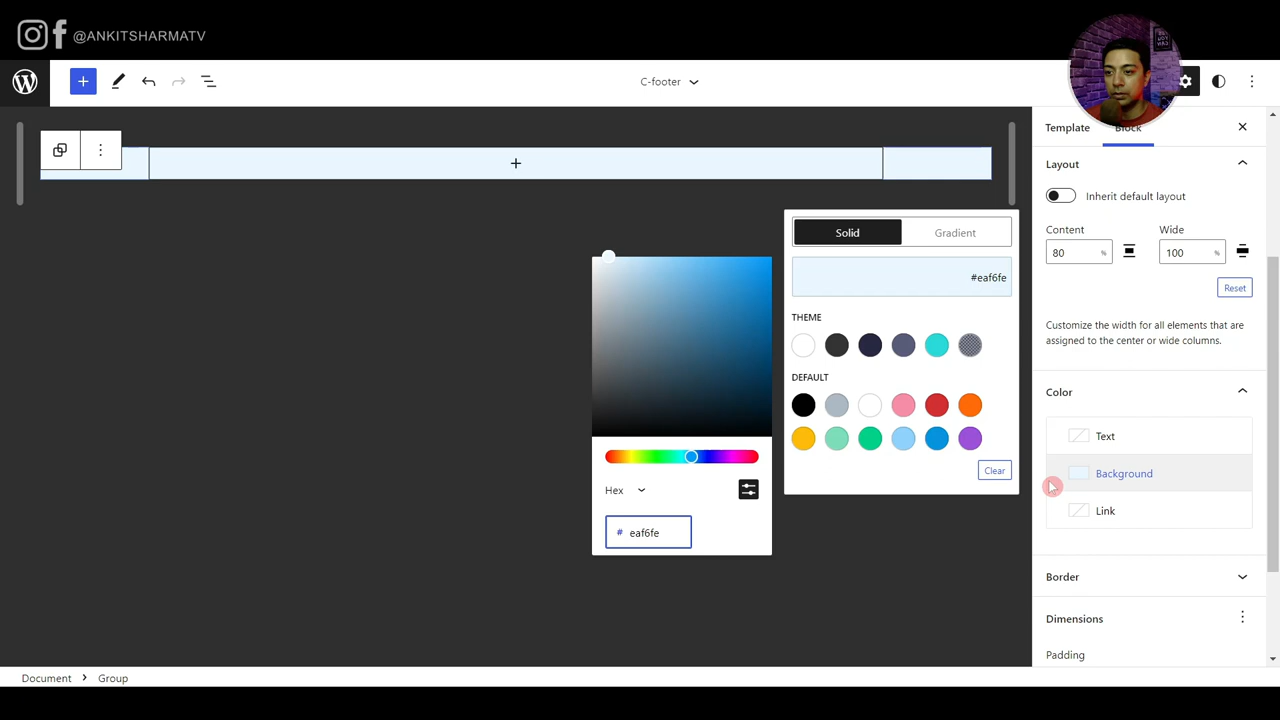 @ANKITSHARMATV
C-footer
Template
Block
Layout
Inherit default layout
Content
Wide
80 %
100 %
Reset
Customize the width for all elements that are
assigned to the center or wide columns.
Solid
Gradient
#eaf6fe
THEME
DEFAULT
Clear
Hex
# eaf6fe
Color
Text
Background
Link
Border
Dimensions
Padding
Document > Group